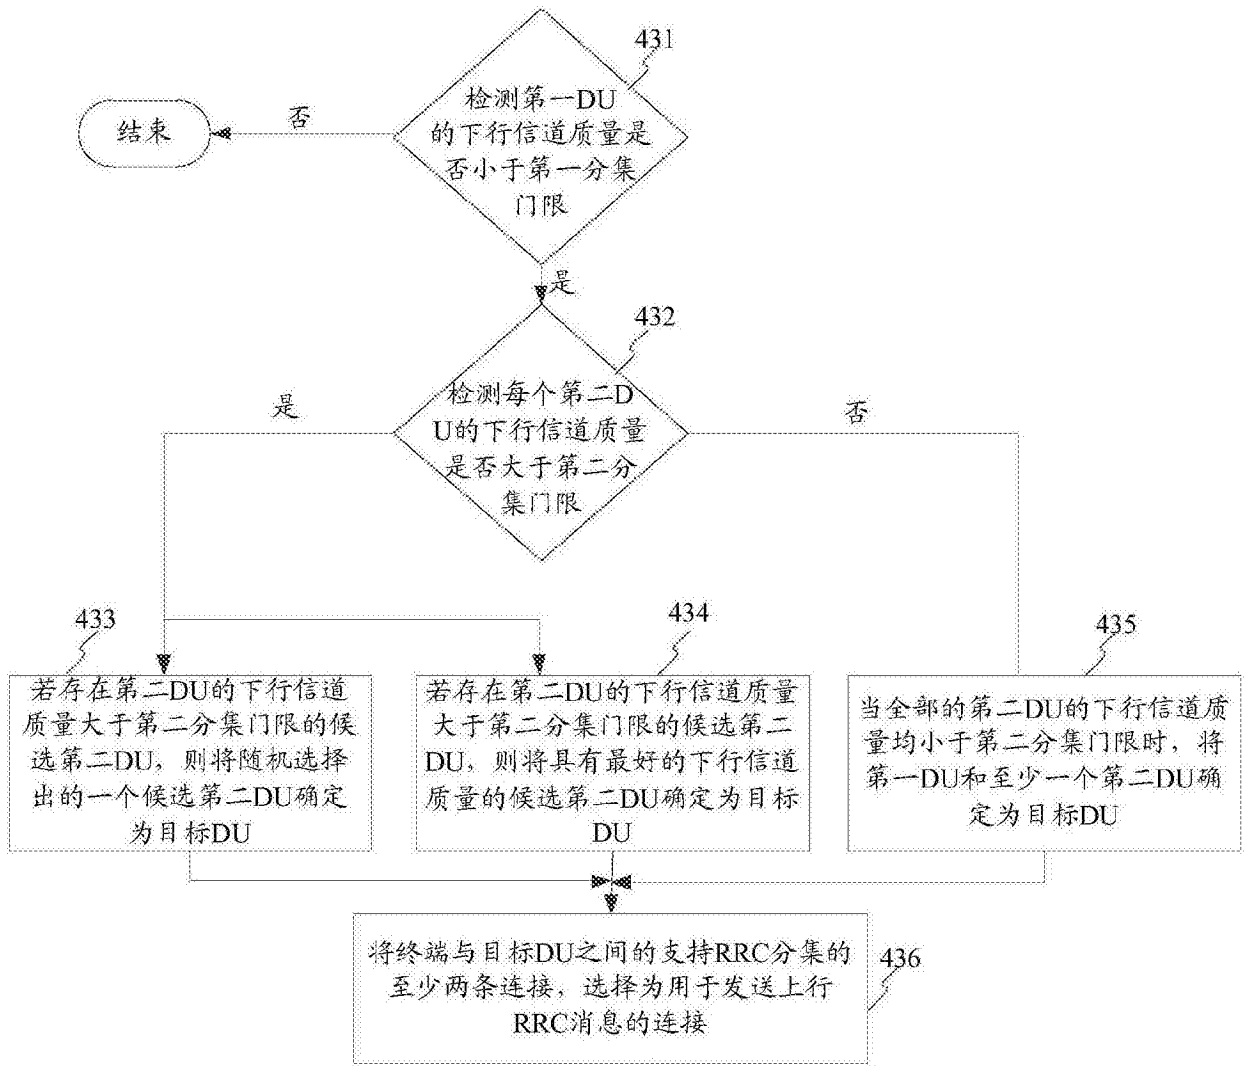 431
检测第一DU
的下行信道质量是
否小于第一分集
门限
否
结束
是
432
检测每个第二D
U的下行信道质量
是否大于第二分
集门限
是
否
433
若存在第二DU的下行信道
质量大于第二分集门限的候
选第二DU，则将随机选择
出的一个候选第二DU确定
为目标DU
434
若存在第二DU的下行信道质量
大于第二分集门限的候选第二
DU，则将具有最好的下行信道
质量的候选第二DU确定为目标
DU
435
当全部的第二DU的下行信道质
量均小于第二分集门限时，将
第一DU和至少一个第二DU确
定为目标DU
将终端与目标DU之间的支持RRC分集的
至少两条连接，选择为用于发送上行
RRC消息的连接
436